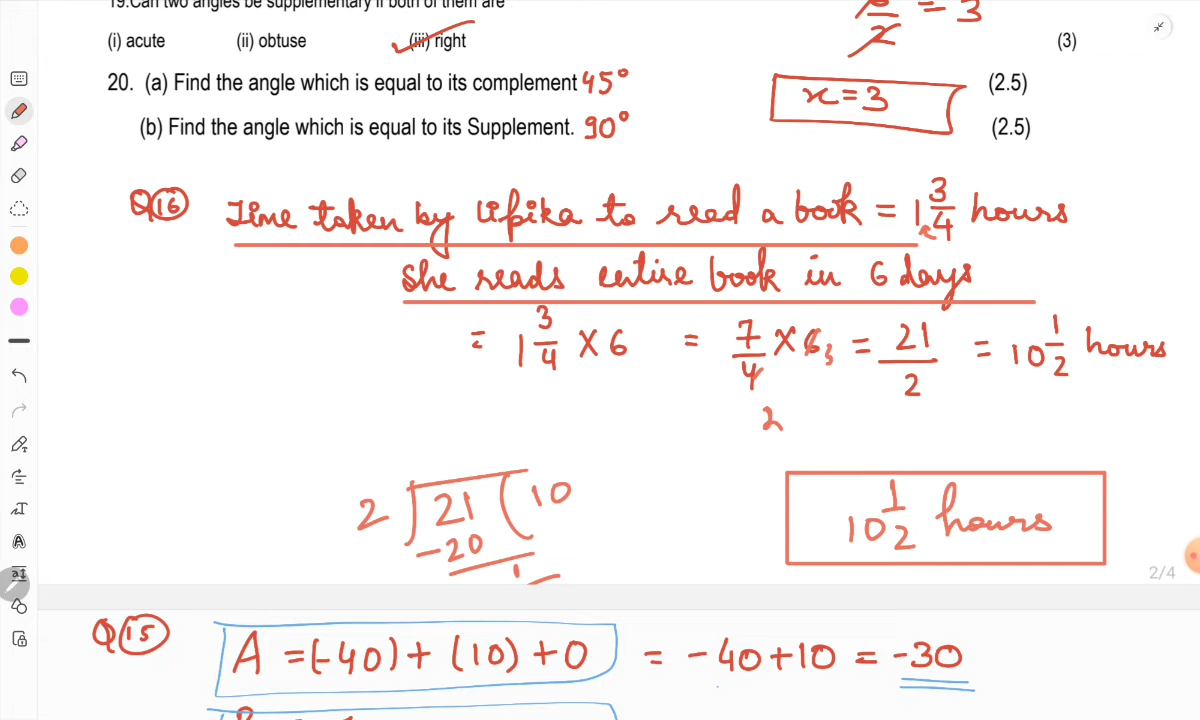 19.Can two angles be supplementary if both of them are
(i) acute (ii) obtuse (iii) right (3)
= 3
20. (a) Find the angle which is equal to its complement 45° (2.5)
x = 3
(b) Find the angle which is equal to its Supplement. 90° (2.5)
Q16 Time taken by Lipika to read a book = 1 3/4 hours
She reads entire book in 6 days
= 1 3/4 × 6 = 7/4 × 6 3 = 21/2 = 10 1/2 hours
2
2 21 10
-20
1
10 1/2 hours
2/4
Q15 A = (-40) + (10) + 0 = -40+10 = -30